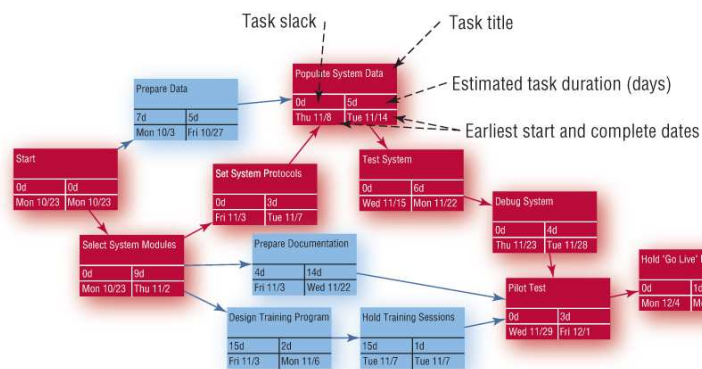 Task slack
Task title
Populate System Data
0d 5d
Thu 11/8 Tue 11/14
Estimated task duration (days)
Earliest start and complete dates
Prepare Data
7d 5d
Mon 10/3 Fri 10/27
Start
0d 0d
Mon 10/23 Mon 10/23
Set System Protocols
0d 3d
Fri 11/3 Tue 11/7
Test System
0d 6d
Wed 11/15 Mon 11/22
Debug System
0d 4d
Thu 11/23 Tue 11/28
Select System Modules
0d 9d
Mon 10/23 Thu 11/2
Prepare Documentation
4d 14d
Fri 11/3 Wed 11/22
Hold 'Go Live'
0d
Mon 12/4
Pilot Test
0d 3d
Wed 11/29 Fri 12/1
Design Training Program
15d 2d
Fri 11/3 Mon 11/6
Hold Training Sessions
15d 1d
Tue 11/7 Tue 11/7